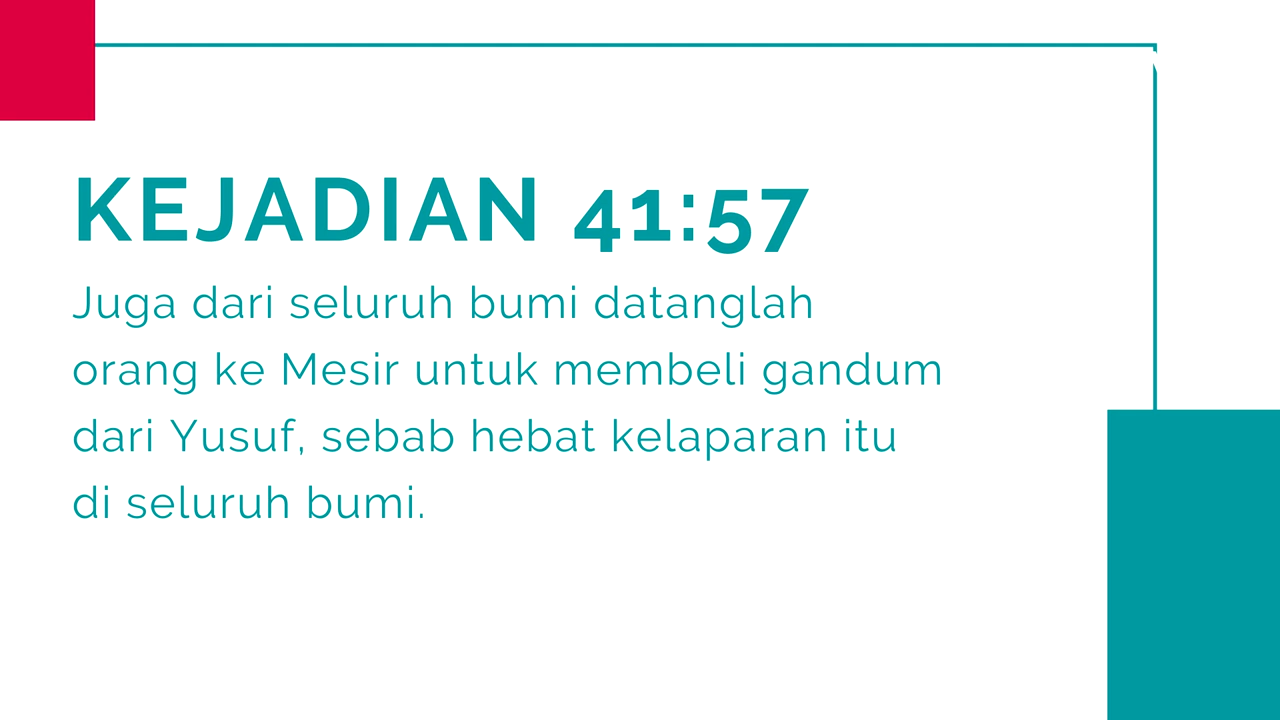 KEJADIAN 41:57
Juga dari seluruh bumi datanglah
orang ke Mesir untuk membeli gandum
dari Yusuf, sebab hebat kelaparan itu
di seluruh bumi.